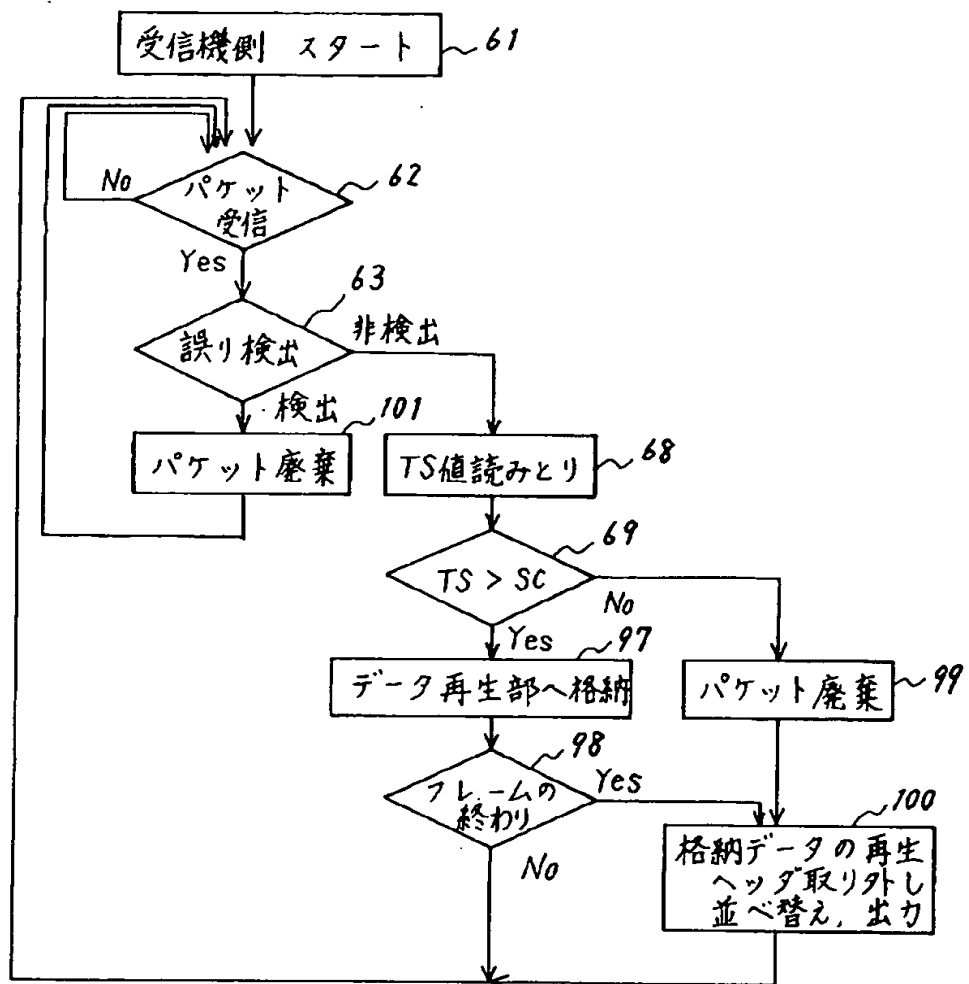 受信機側 スタート 61
パケット
受信
62
No
Yes
63
誤り検出
非検出
検出
101
パケット廃棄
TS値読みとり 68
69
TS > SC
No
Yes
97
データ再生部へ格納
パケット廃棄 99
98
フレームの
終わり
Yes
No
100
格納データの再生
ヘッダ取り外し
並べ替え, 出力